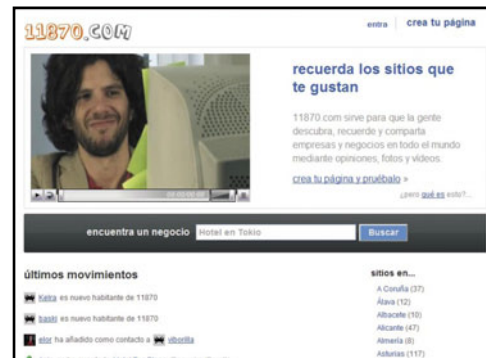 11870.COM
entra
crea tu página
recuerda los sitios que
te gustan
11870.com sirve para que la gente
descubra, recuerde y comparta
empresas y negocios en todo el mundo
mediante opiniones, fotos y vídeos.
crea tu página y pruébalo »
¿pero qué es esto?...
encuentra un negocio
Hotel en Tokio
Buscar
últimos movimientos
Ketra es nuevo habitante de 11870
baski es nuevo habitante de 11870
elor ha añadido como contacto a viborilla
sitios en...
A Coruña (37)
Álava (12)
Albacete (10)
Alicante (47)
Almería (8)
Asturias (117)